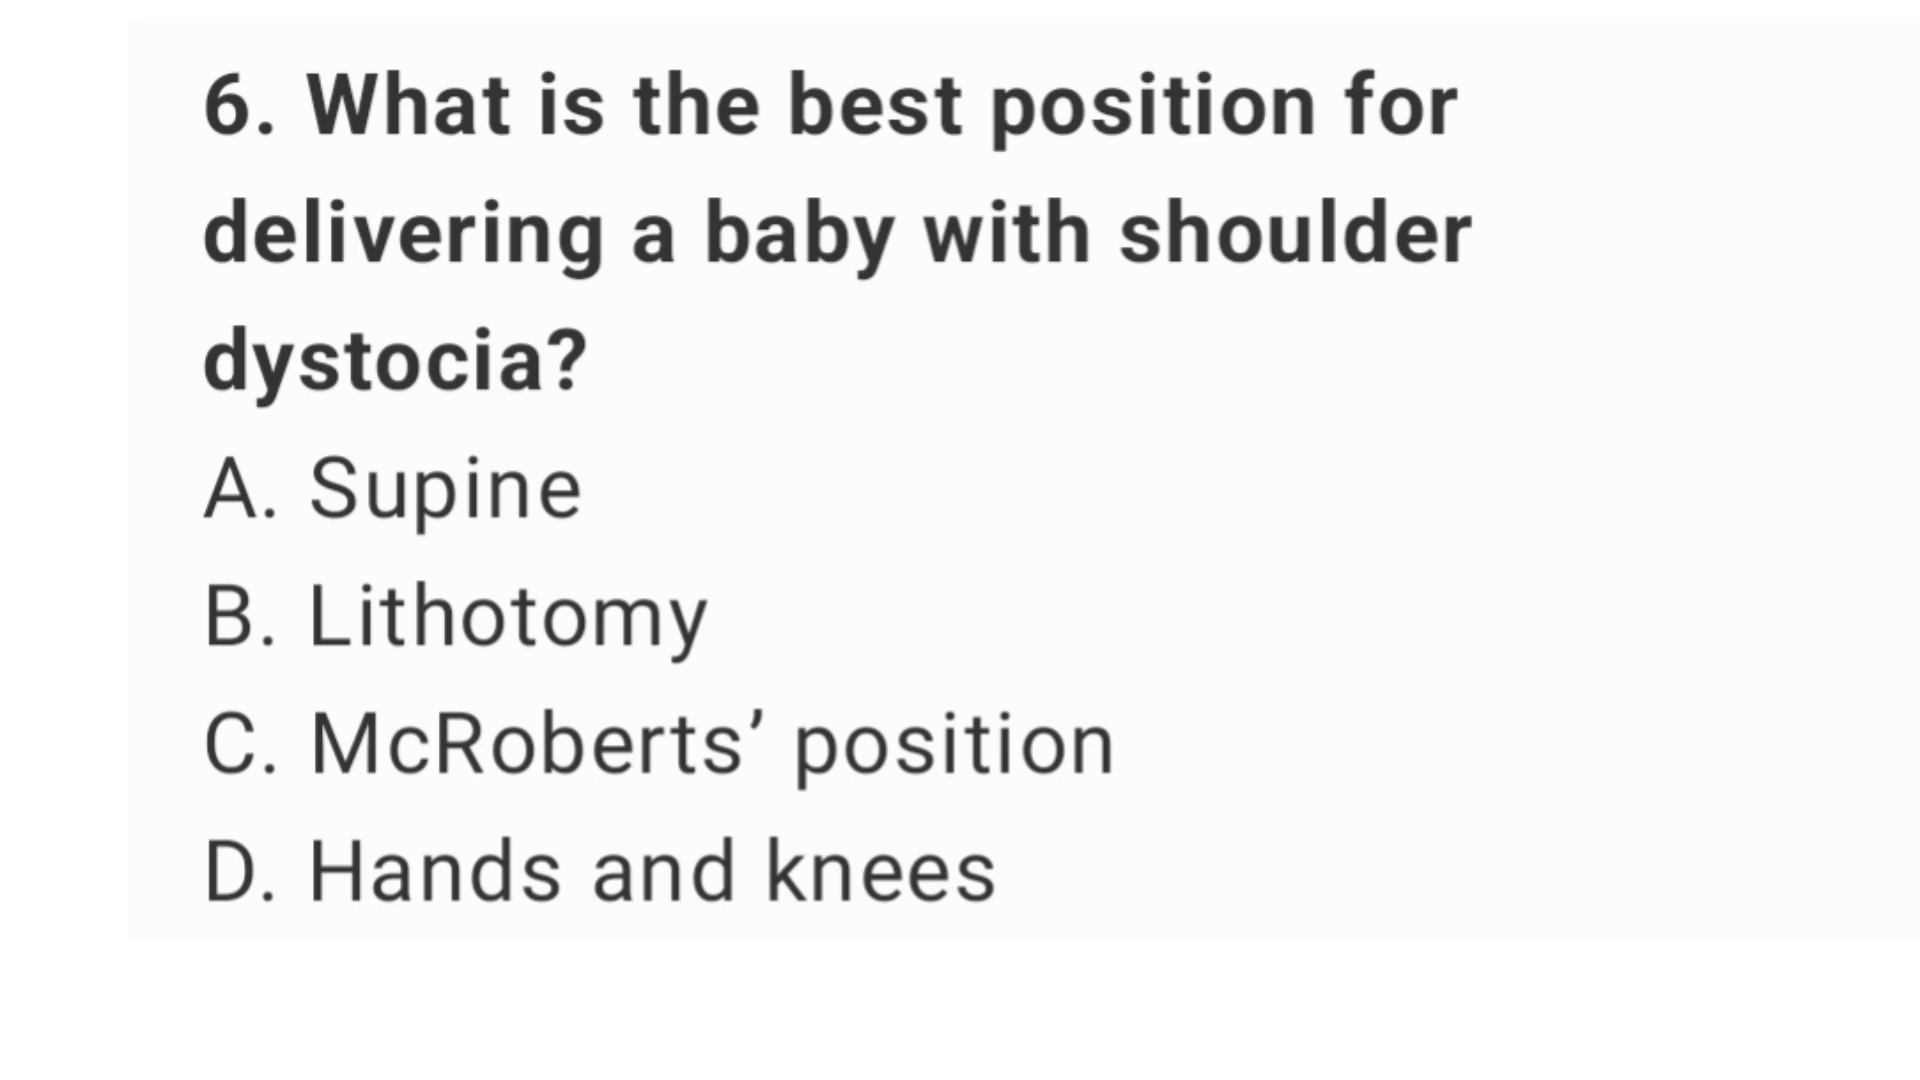 6. What is the best position for
delivering a baby with shoulder
dystocia?
A. Supine
B. Lithotomy
C. McRoberts’ position
D. Hands and knees